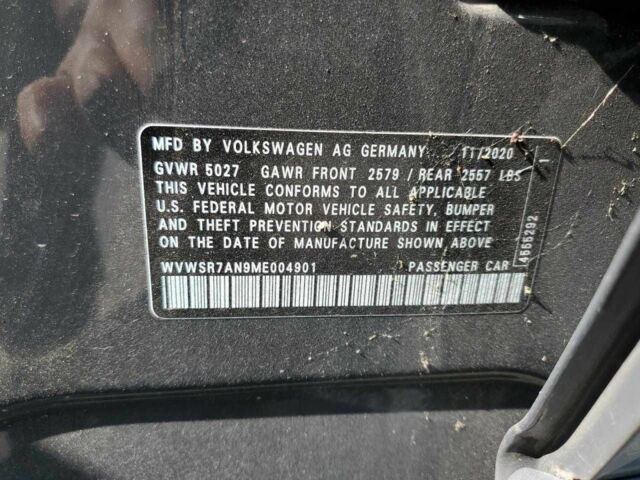 MFD BY VOLKSWAGEN AG GERMANY 11/2020
GVWR 5027 GAWR FRONT 2579 / REAR 2557 LBS
THIS VEHICLE CONFORMS TO ALL APPLICABLE
U.S. FEDERAL MOTOR VEHICLE SAFETY, BUMPER
AND THEFT PREVENTION STANDARDS IN EFFECT
ON THE DATE OF MANUFACTURE SHOWN ABOVE
WVWSR7AN9ME004901 PASSENGER CAR